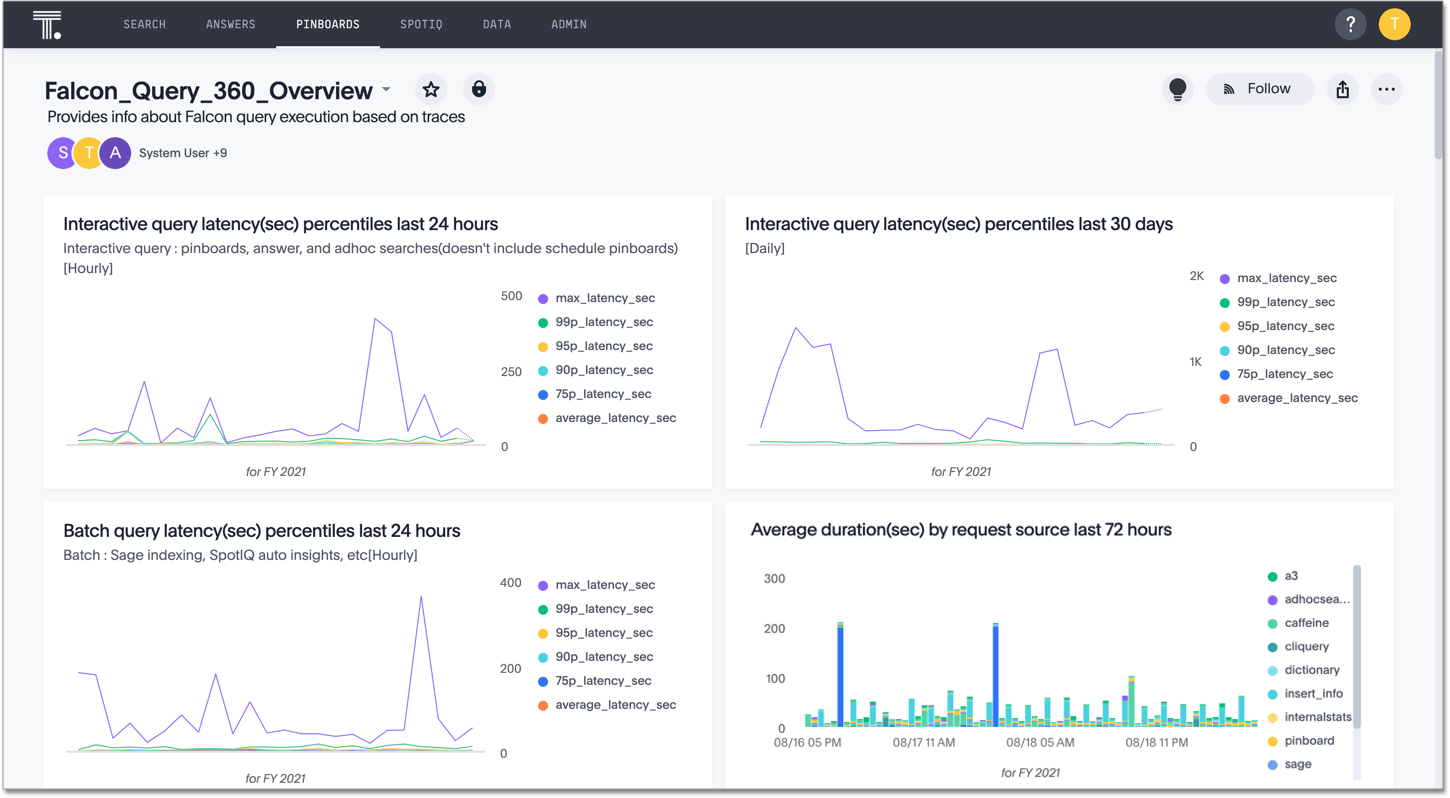 T.
SEARCH ANSWERS PINBOARDS SPOTIQ DATA ADMIN ? T
Falcon_Query_360_Overview
Follow
Provides info about Falcon query execution based on traces
S T A System User +9
Interactive query latency(sec) percentiles last 24 hours
Interactive query : pinboards, answer, and adhoc searches(doesn't include schedule pinboards)
[Hourly]
500
250
0
max_latency_sec
99p_latency_sec
95p_latency_sec
90p_latency_sec
75p_latency_sec
average_latency_sec
for FY 2021
Interactive query latency(sec) percentiles last 30 days
[Daily]
2K
1K
0
max_latency_sec
99p_latency_sec
95p_latency_sec
90p_latency_sec
75p_latency_sec
average_latency_sec
for FY 2021
Batch query latency(sec) percentiles last 24 hours
Batch : Sage indexing, SpotIQ auto insights, etc[Hourly]
400
200
0
max_latency_sec
99p_latency_sec
95p_latency_sec
90p_latency_sec
75p_latency_sec
average_latency_sec
for FY 2021
Average duration(sec) by request source last 72 hours
300
200
100
0
08/16 05 PM 08/17 11 AM 08/18 05 AM 08/18 11 PM
for FY 2021
a3
adhocsea...
caffeine
cliquery
dictionary
insert_info
internalstats
pinboard
sage